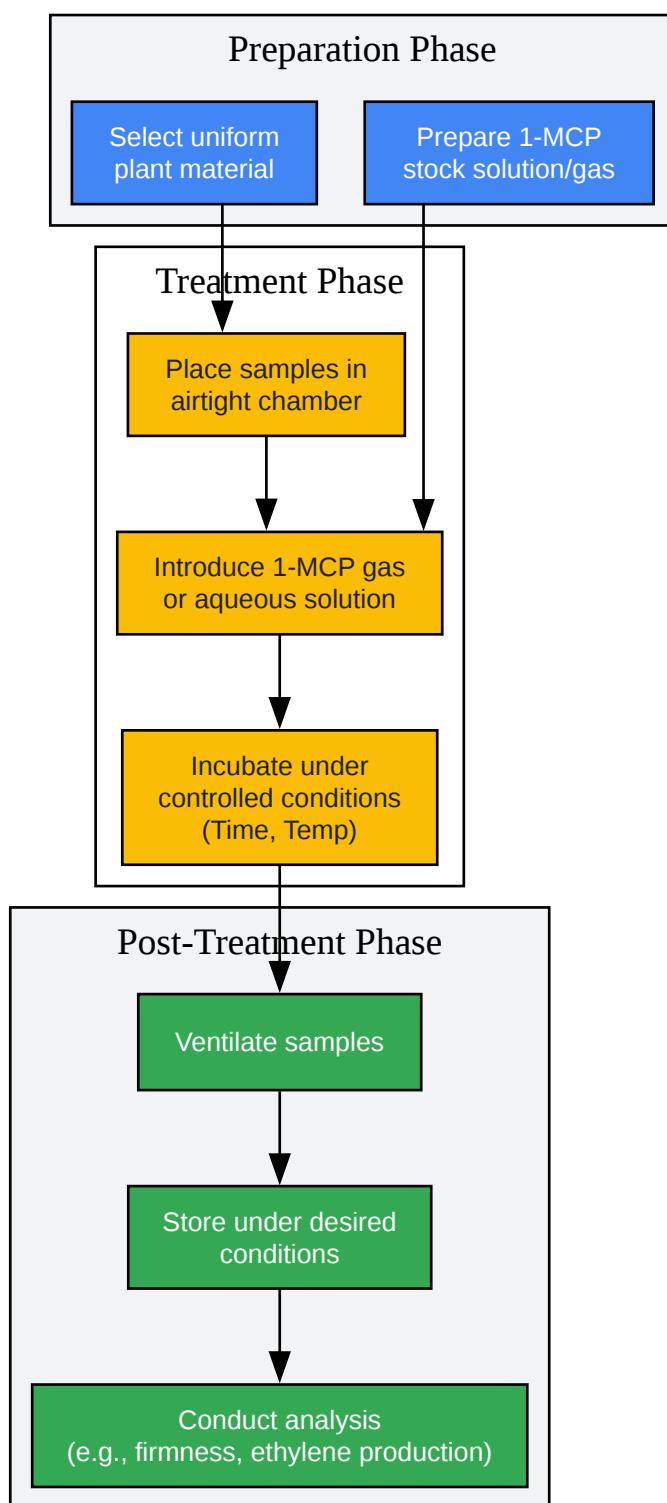 Preparation Phase
Select uniform
plant material
Prepare 1-MCP
stock solution/gas
Treatment Phase
Place samples in
airtight chamber
Introduce 1-MCP gas
or aqueous solution
Incubate under
controlled conditions
(Time, Temp)
Post-Treatment Phase
Ventilate samples
Store under desired
conditions
Conduct analysis
(e.g., firmness, ethylene production)